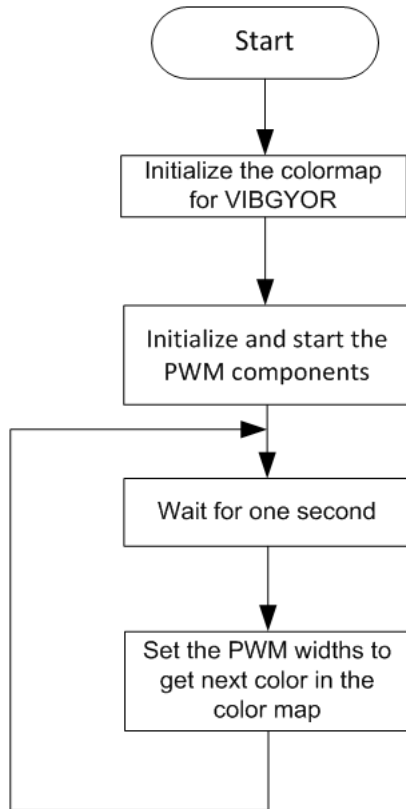 Start
Initialize the colormap
for VIBGYOR
Initialize and start the
PWM components
Wait for one second
Set the PWM widths to
get next color in the
color map